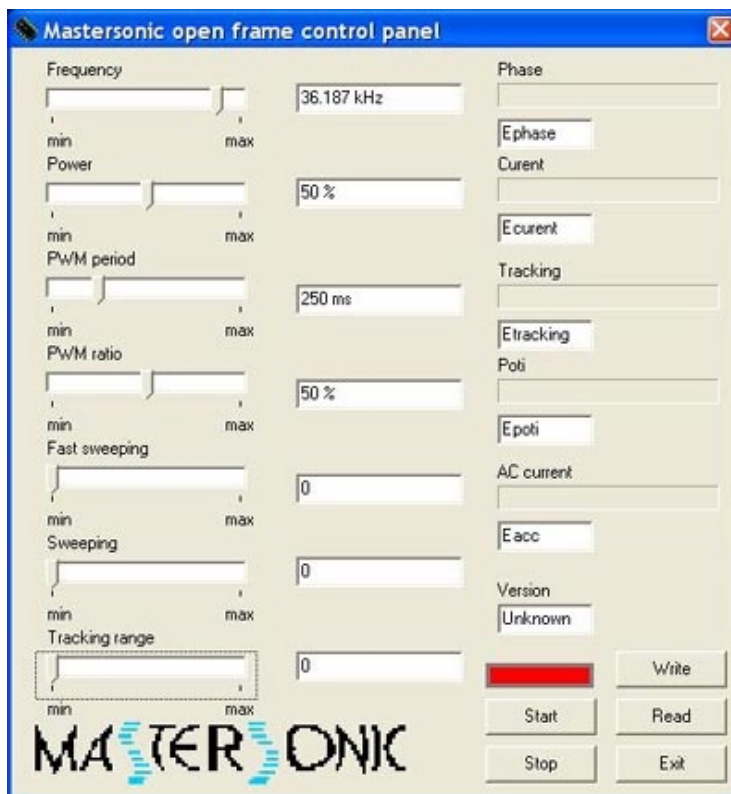 Mastersonic open frame control panel
Frequency
36.187 kHz
min max
Power
50 %
min max
PWM period
250 ms
min max
PWM ratio
50 %
min max
Fast sweeping
0
min max
Sweeping
0
min max
Tracking range
0
min max
MASTERSONIC
Phase
Ephase
Curent
Ecurent
Tracking
Etracking
Poti
Epoti
AC current
Eacc
Version
Unknown
Write
Start Read
Stop Exit